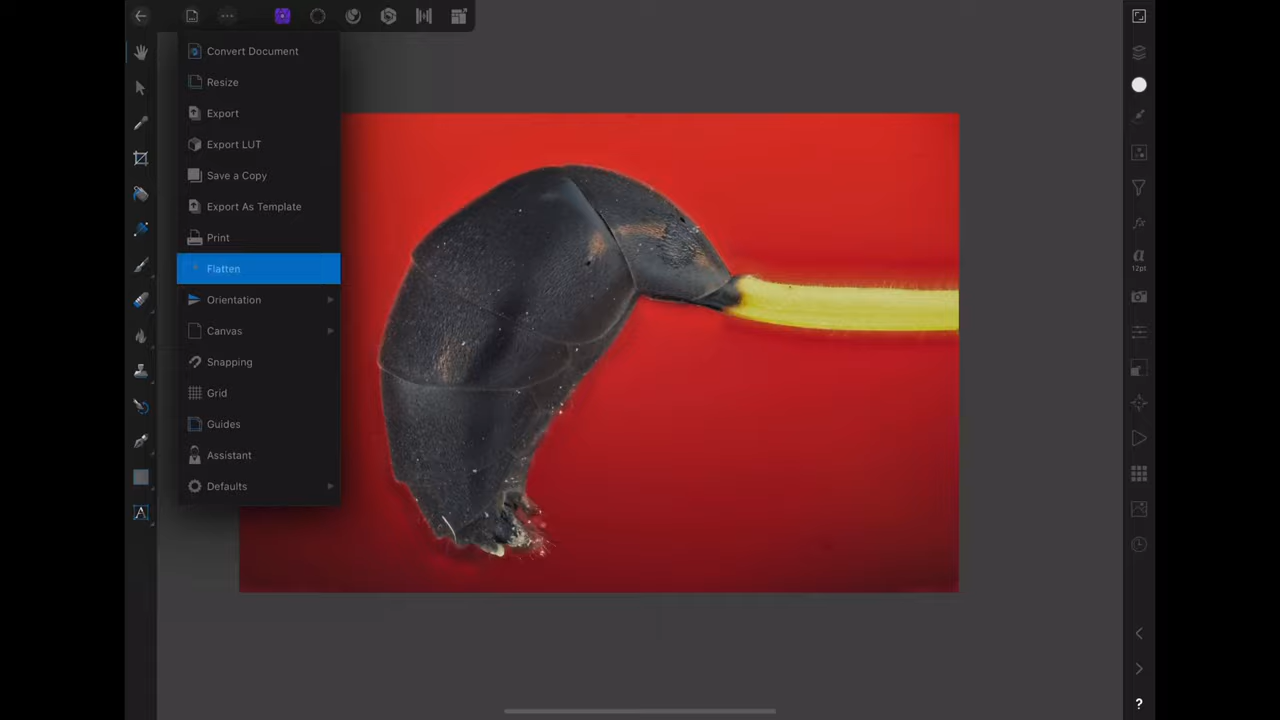 Convert Document
Resize
Export
Export LUT
Save a Copy
Export As Template
Print
Flatten
Orientation
Canvas
Snapping
Grid
Guides
Assistant
Defaults
A
a
12pt
?